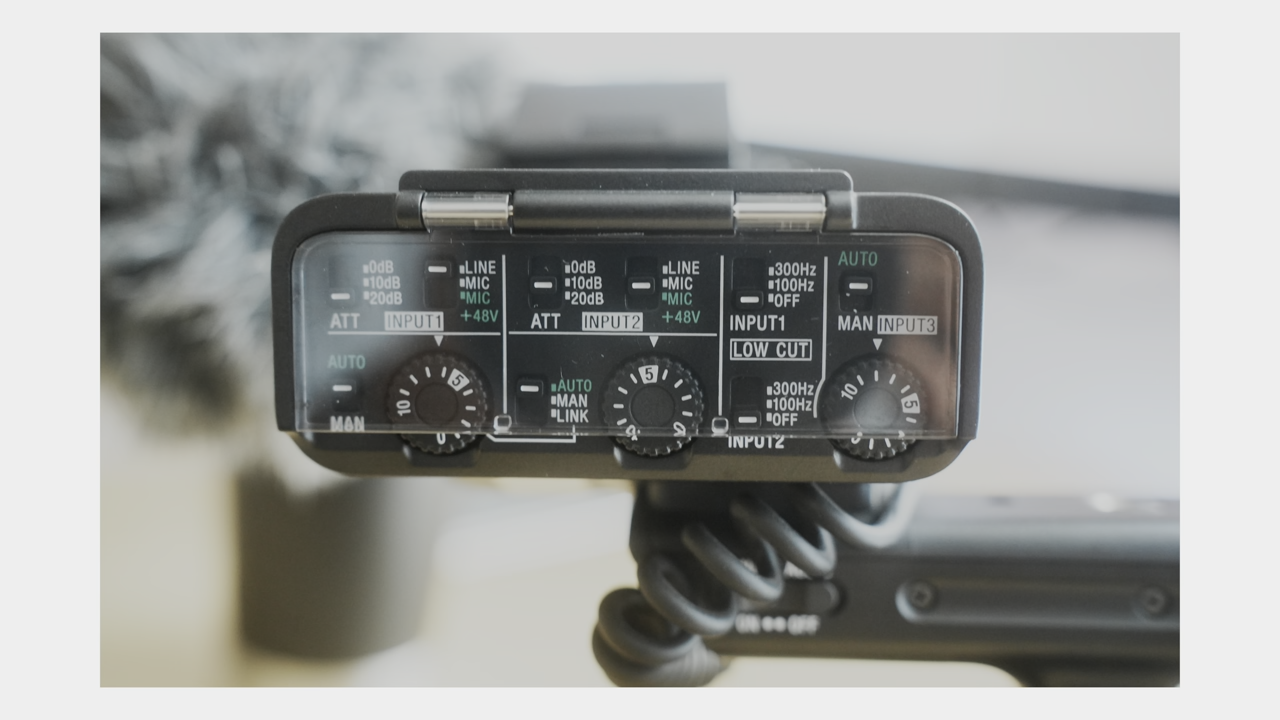 0dB
10dB
20dB
ATT
LINE
MIC
MIC
+48V
INPUT1
0dB
10dB
20dB
ATT
LINE
MIC
MIC
+48V
INPUT2
300Hz
100Hz
OFF
INPUT1
LOW CUT
AUTO
MAN INPUT3
AUTO
MAN
10
5
0
AUTO
MAN
LINK
5
300Hz
100Hz
OFF
INPUT2
10
5